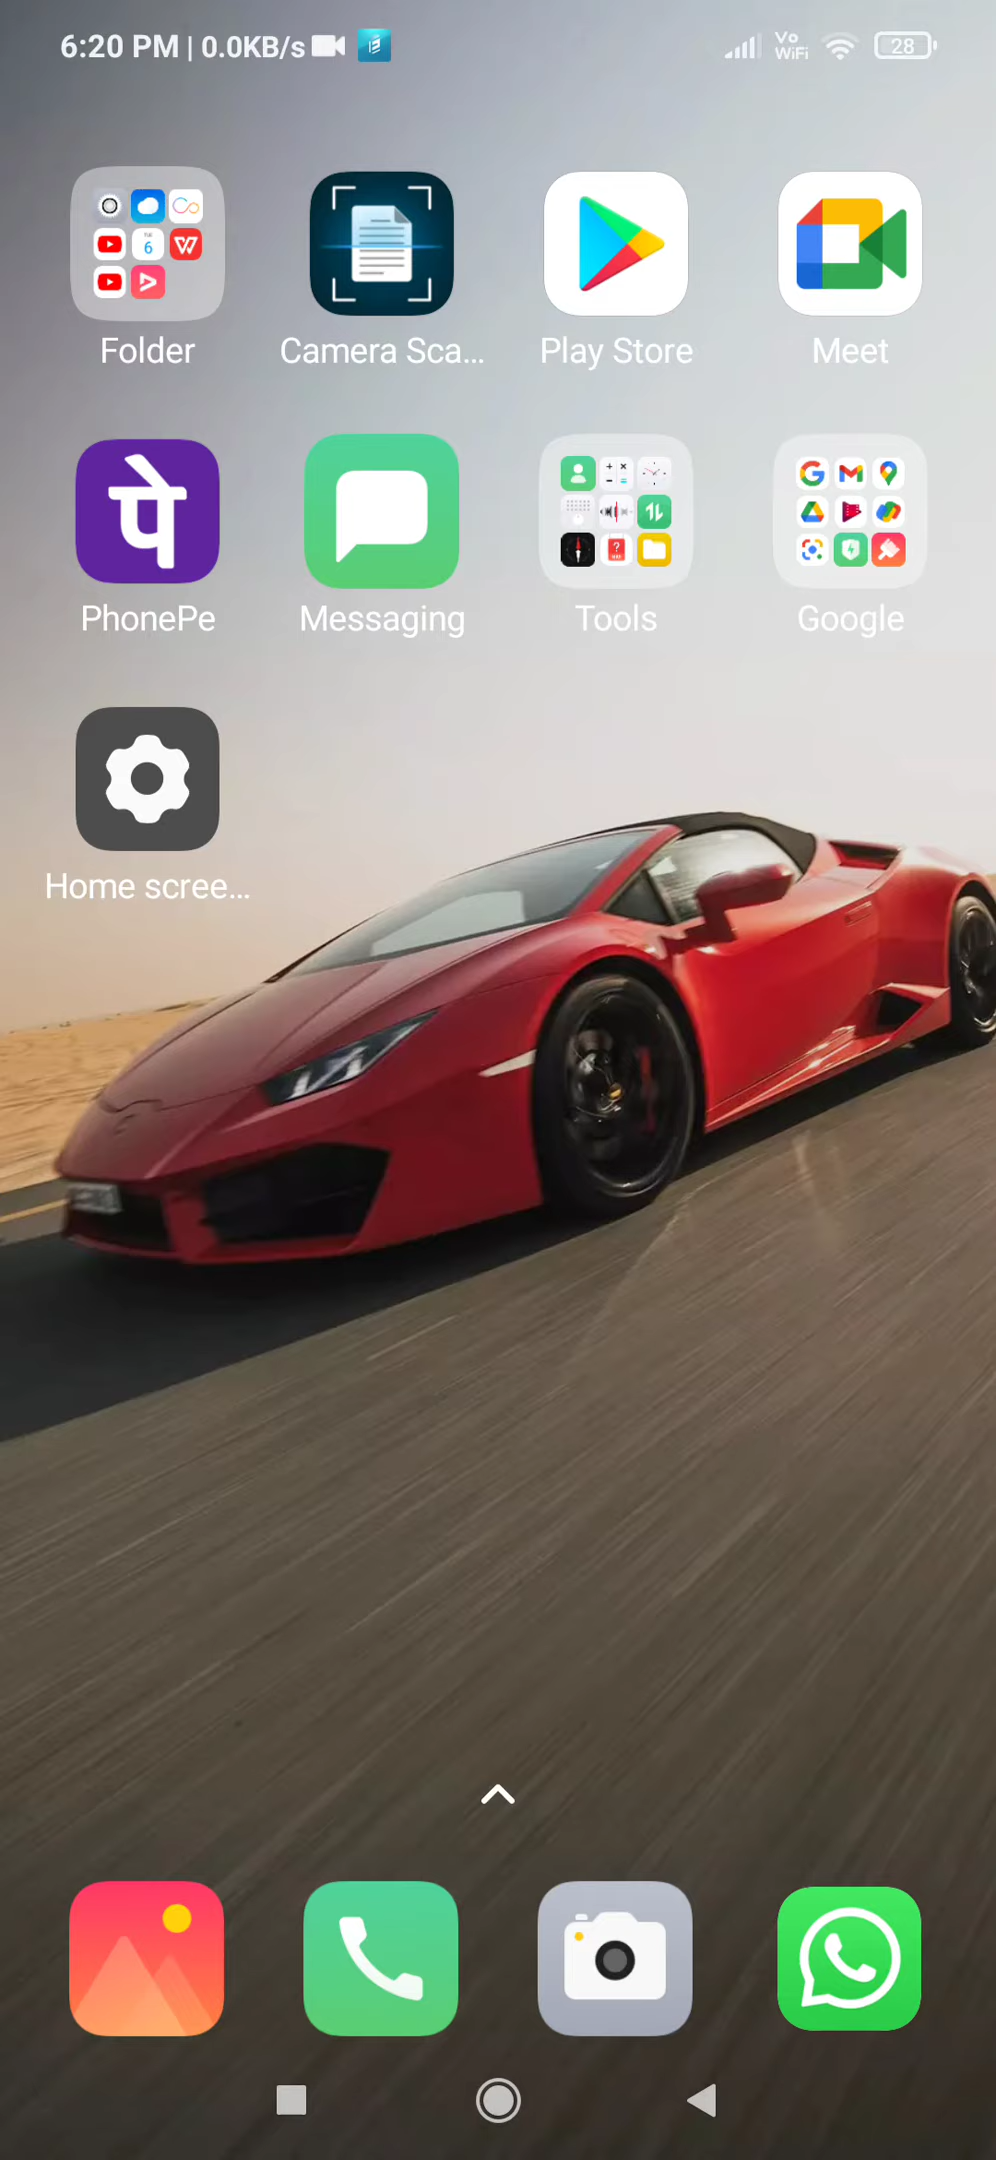 6:20 PM | 0.0KB/s Vo WiFi 28
Folder Camera Sca... Play Store Meet
PhonePe Messaging Tools Google
Home scree...